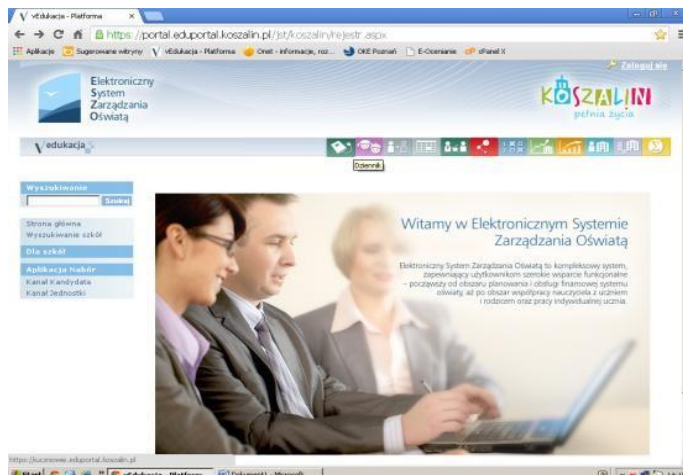 vEdukacja - Platforma
https://portal.eduportal.koszalin.pl/jst/koszalin/rejestr.aspx
Aplikacje Sugerowane witryny vEdukacja - Platforma Onet - informacje, roz... OKE Poznań E-Ocenianie cPanel X
Zaloguj się
Elektroniczny
System
Zarządzania
Oświatą
KOSZALIN
pełnia życia
Vedukacja
Dziennik
Wyszukiwanie
Szukaj
Strona główna
Wyszukiwanie szkół
Dla szkół
Aplikacja Nabór
Kanał Kandydata
Kanał Jednostki
Witamy w Elektronicznym Systemie
Zarządzania Oświatą
Elektroniczny System Zarządzania Oświatą to kompleksowy system,
zapewniający użytkownikom szerokie wsparcie funkcjonalne
- począwszy od obszaru planowania i obsługi finansowej systemu
oświaty, aż po obszar współpracy nauczyciela z uczniem
i rodzicem oraz pracy indywidualnej ucznia.
eduportal.koszalin.pl
Start vEdukacja - Platform... Dokument1 - Microsoft...